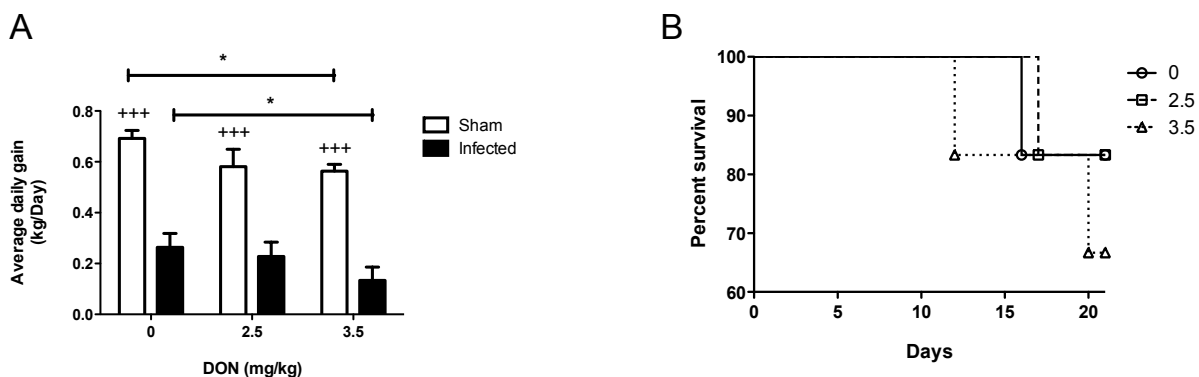 A
*
*
+++
+++
+++
0.8
0.6
0.4
0.2
0.0
Average daily gain
(kg/Day)
0 2.5 3.5
DON (mg/kg)
Sham
Infected
B
100
90
80
70
60
Percent survival
0 5 10 15 20
Days
0
2.5
3.5